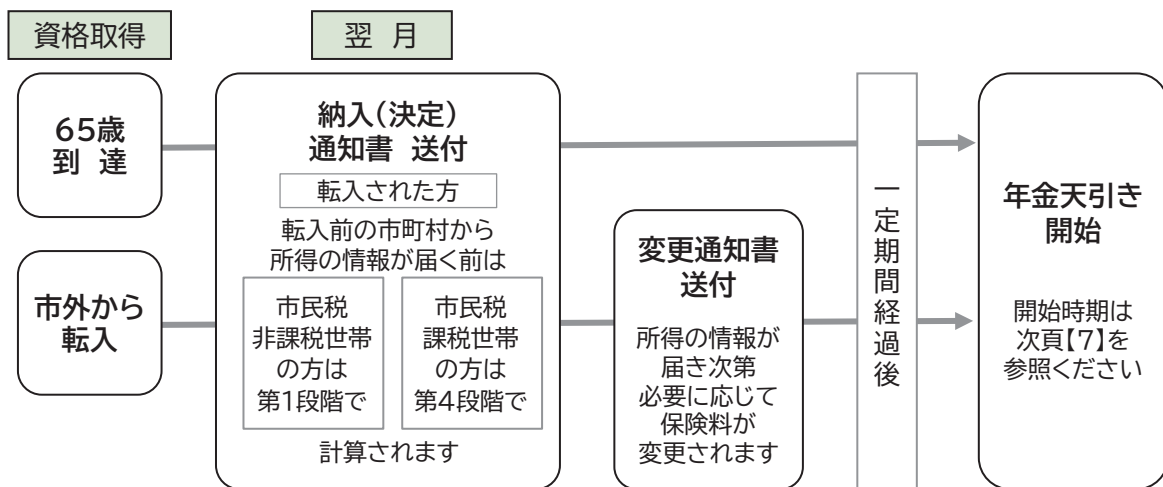 資格取得
翌 月
65歳
到 達
市外から
転入
納入(決定)
通知書 送付
転入された方
転入前の市町村から
所得の情報が届く前は
市民税
非課税世帯
の方は
第1段階で
市民税
課税世帯
の方は
第4段階で
計算されます
変更通知書
送付
所得の情報が
届き次第
必要に応じて
保険料が
変更されます
一定期間経過後
年金天引き
開始
開始時期は
次頁【7】を
参照ください